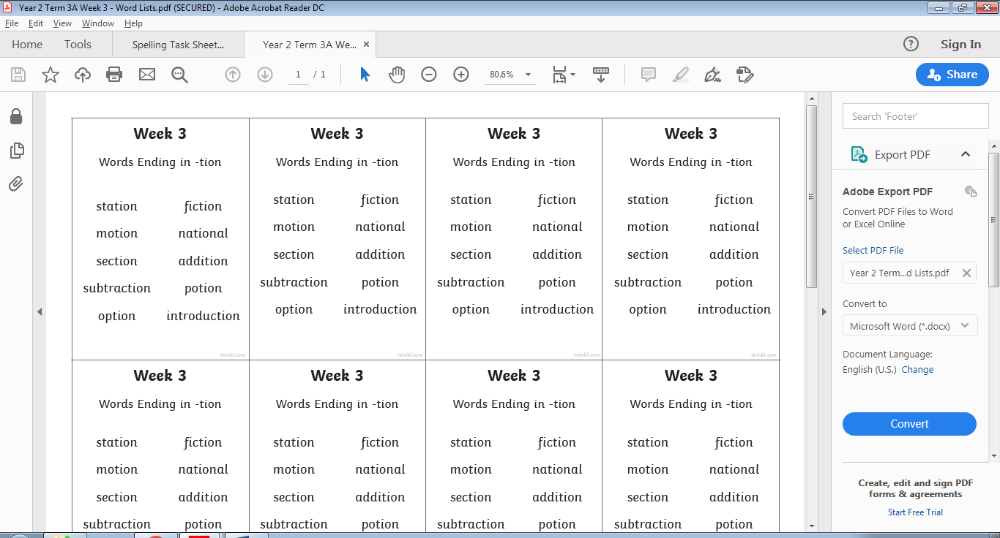 Year 2 Term 3A Week 3 - Word Lists.pdf (SECURED) - Adobe Acrobat Reader DC
File Edit View Window Help
Home Tools Spelling Task Sheet... Year 2 Term 3A We... × ? Sign In
1 / 1 80.6% Share
Week 3 Week 3 Week 3 Week 3
Words Ending in -tion Words Ending in -tion Words Ending in -tion Words Ending in -tion
station fiction station fiction station fiction station fiction
motion national motion national motion national motion national
section addition section addition section addition section addition
subtraction potion subtraction potion subtraction potion subtraction potion
option introduction option introduction option introduction option introduction
twinkl.com twinkl.com twinkl.com twinkl.com
Week 3 Week 3 Week 3 Week 3
Words Ending in -tion Words Ending in -tion Words Ending in -tion Words Ending in -tion
station fiction station fiction station fiction station fiction
motion national motion national motion national motion national
section addition section addition section addition section addition
subtraction potion subtraction potion subtraction potion subtraction potion
Search 'Footer'
Export PDF
Adobe Export PDF
Convert PDF Files to Word
or Excel Online
Select PDF File
Year 2 Term...d Lists.pdf
Convert to
Microsoft Word (*.docx)
Document Language:
English (U.S.) Change
Convert
Create, edit and sign PDF
forms & agreements
Start Free Trial